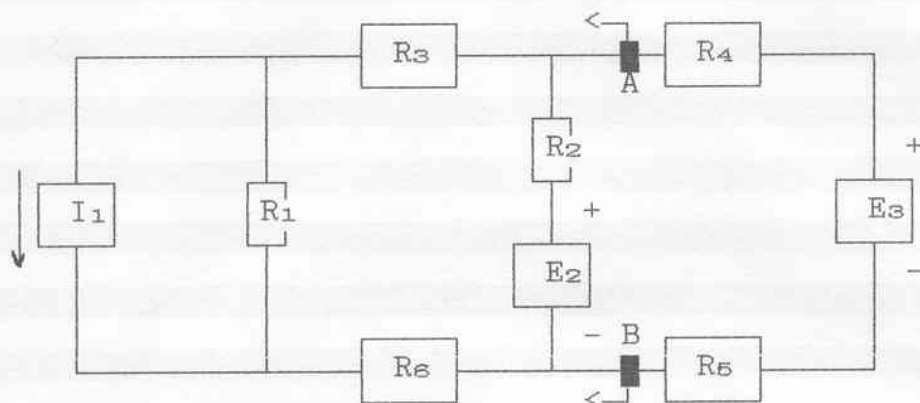 R3
R4
A
R2
+
I1
R1
+
E3
E2
-
- B
R6
R5